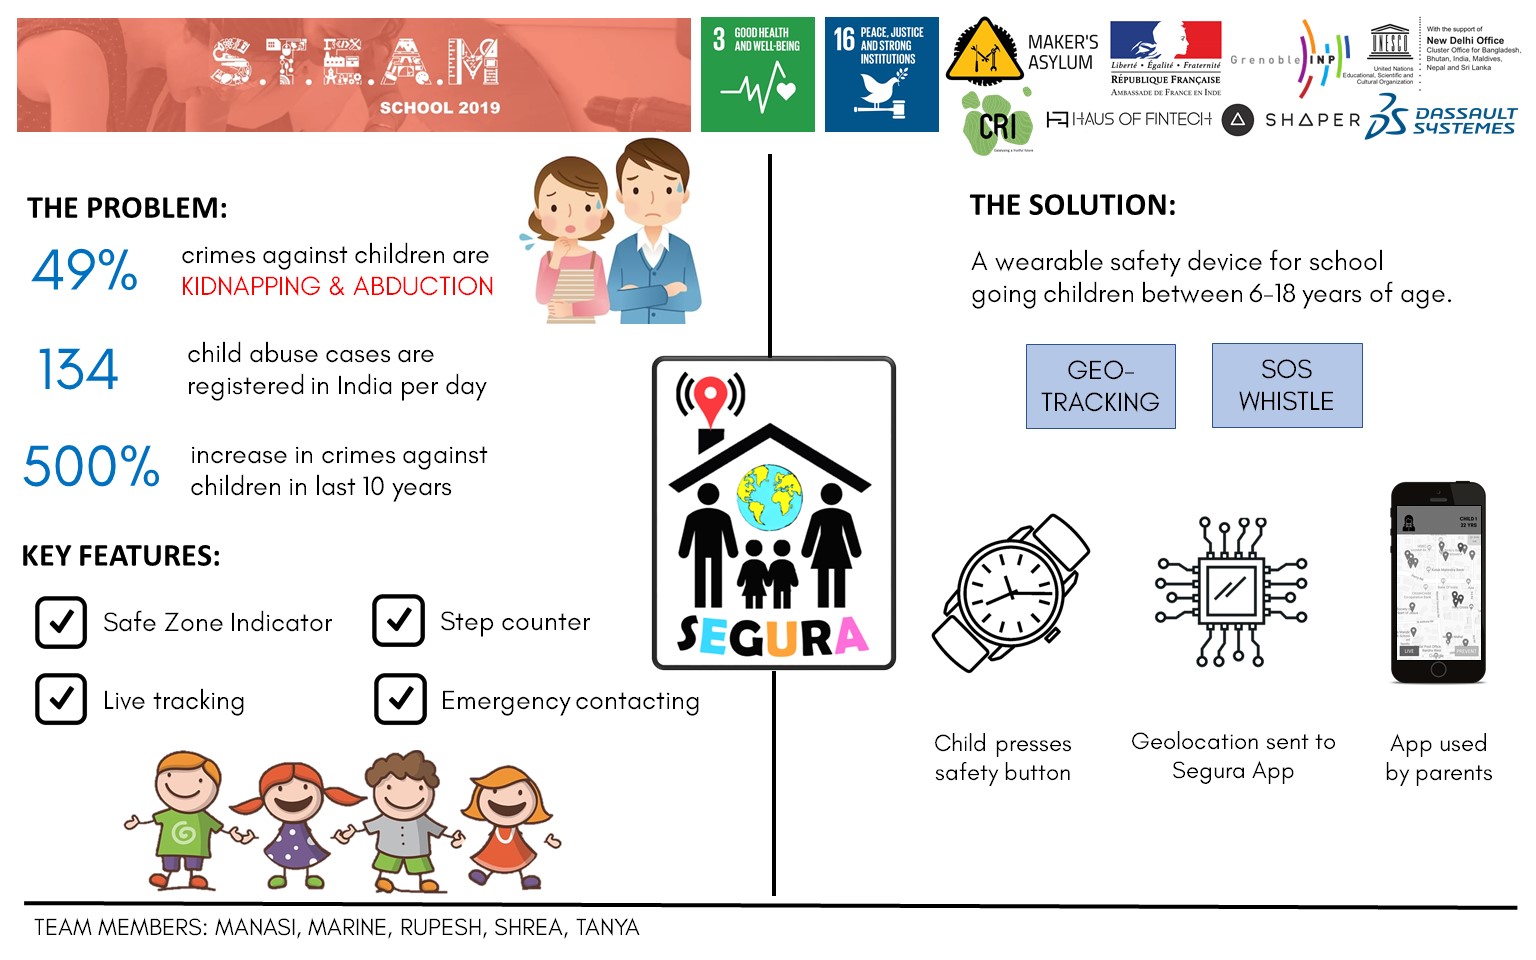 S.T.E.A.M
SCHOOL 2019
3 GOOD HEALTH
AND WELL-BEING
16 PEACE, JUSTICE
AND STRONG
INSTITUTIONS
MAKER'S
ASYLUM
Liberté • Égalité • Fraternité
RÉPUBLIQUE FRANÇAISE
AMBASSADE DE FRANCE EN INDE
Grenoble INP
UNESCO
United Nations
Educational, Scientific and
Cultural Organization
With the support of
New Delhi Office
Cluster Office for Bangladesh,
Bhutan, India, Maldives,
Nepal and Sri Lanka
CRI
HAUS OF FINTECH
SHAPER
DASSAULT
SYSTEMES
THE PROBLEM:
49% crimes against children are
KIDNAPPING & ABDUCTION
134 child abuse cases are
registered in India per day
500% increase in crimes against
children in last 10 years
KEY FEATURES:
Safe Zone Indicator
Step counter
Live tracking
Emergency contacting
SEGURA
THE SOLUTION:
A wearable safety device for school
going children between 6-18 years of age.
GEO-
TRACKING
SOS
WHISTLE
CHILD 1
22 YRS
LIVE
PREVENT
Child presses
safety button
Geolocation sent to
Segura App
App used
by parents
TEAM MEMBERS: MANASI, MARINE, RUPESH, SHREA, TANYA